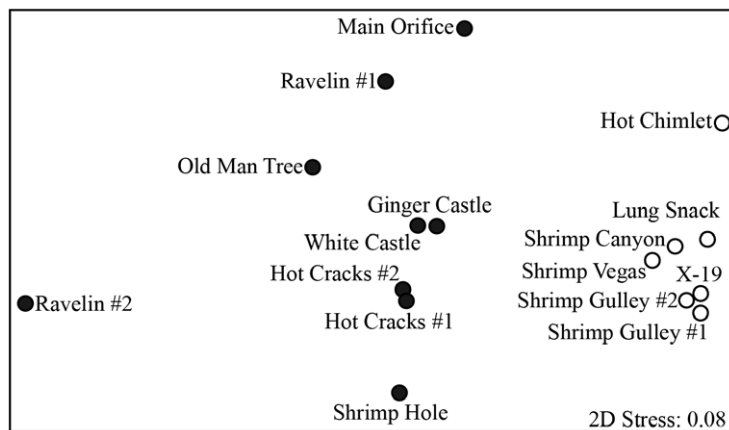 Main Orifice
Ravelin #1
Hot Chimlet
Old Man Tree
Ginger Castle
Lung Snack
White Castle
Shrimp Canyon
Hot Cracks #2
Shrimp Vegas
X-19
Ravelin #2
Shrimp Gulley #2
Hot Cracks #1
Shrimp Gulley #1
Shrimp Hole
2D Stress: 0.08